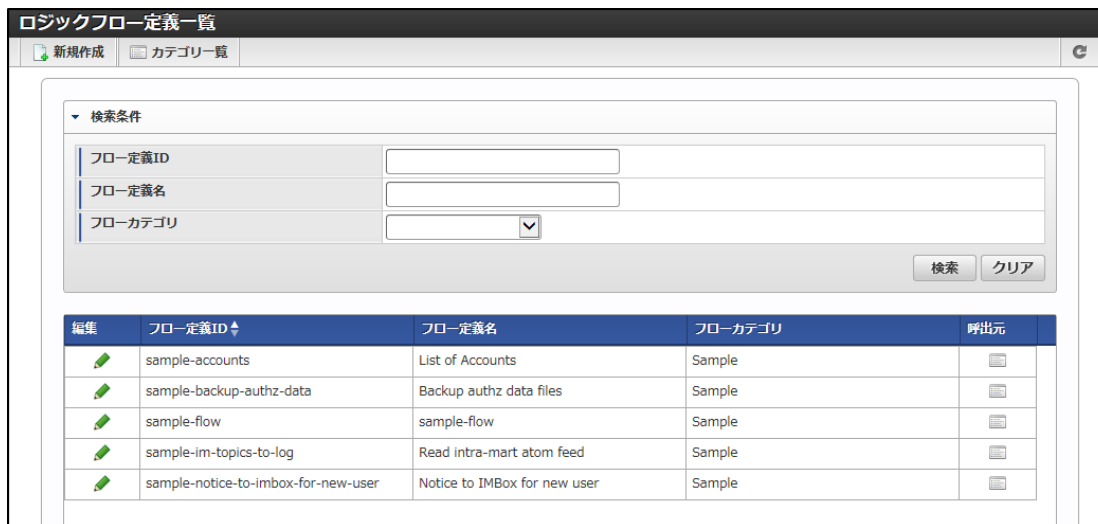 ロジックフロー定義一覧
新規作成 カテゴリ一覧
検索条件
フロー定義ID
フロー定義名
フローカテゴリ
検索 クリア
編集 フロー定義ID フロー定義名 フローカテゴリ 呼出元
sample-accounts List of Accounts Sample
sample-backup-authz-data Backup authz data files Sample
sample-flow sample-flow Sample
sample-im-topics-to-log Read intra-mart atom feed Sample
sample-notice-to-imbox-for-new-user Notice to IMBox for new user Sample